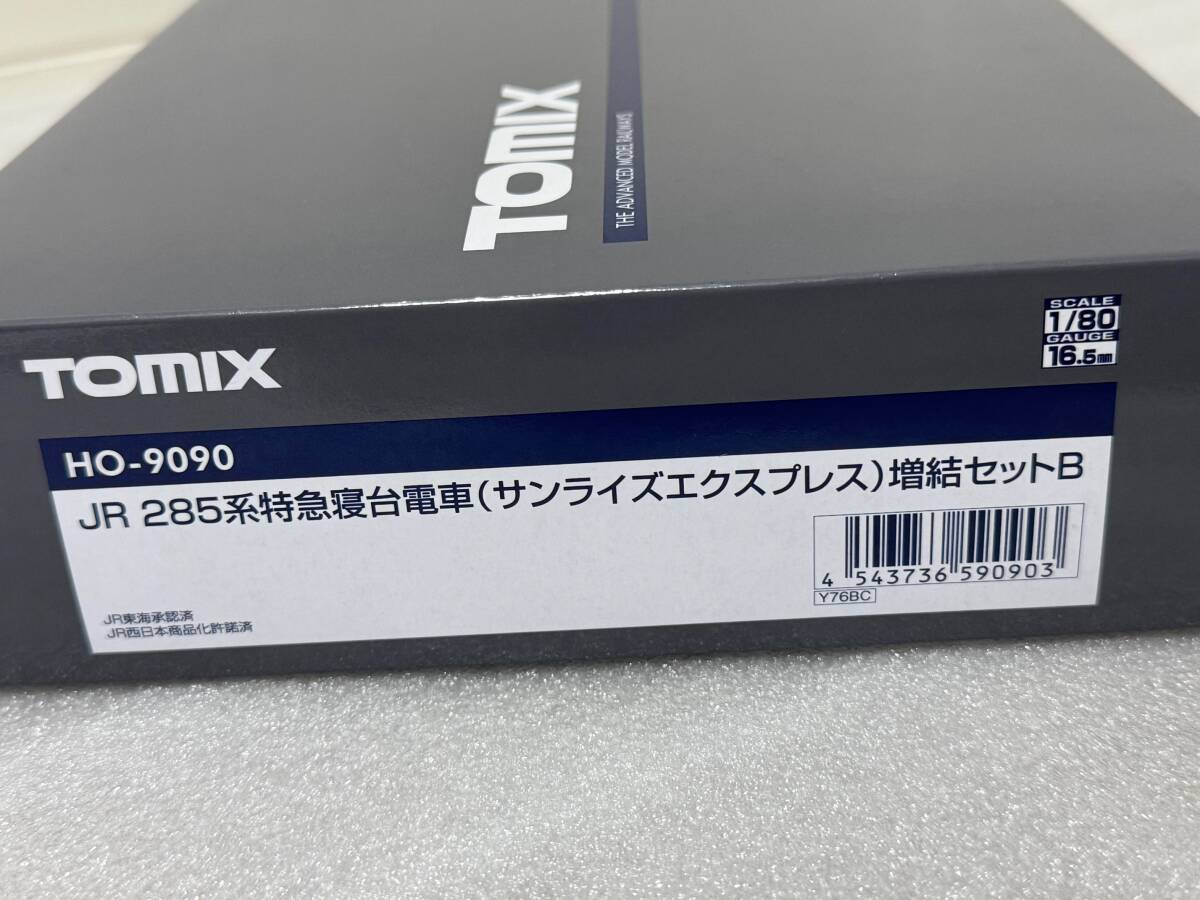 TOMIX
THE ADVANCED MODEL RAILWAYS
SCALE
1/80
GAUGE
16.5mm
TOMIX
HO-9090
JR 285系特急寝台電車(サンライズエクスプレス)増結セットB
4 543736 590903
Y76BC
JR東海承認済
JR西日本商品化許諾済